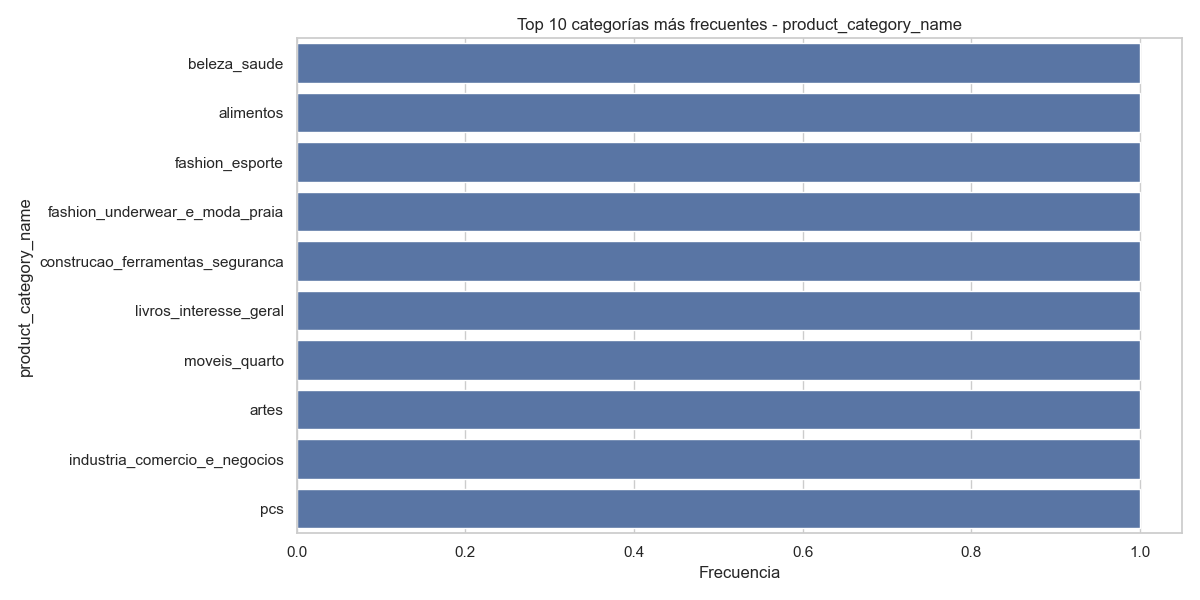 Top 10 categorías más frecuentes - product_category_name
product_category_name
beleza_saude
alimentos
fashion_esporte
fashion_underwear_e_moda_praia
construcao_ferramentas_seguranca
livros_interesse_geral
moveis_quarto
artes
industria_comercio_e_negocios
pcs
0.0 0.2 0.4 0.6 0.8 1.0
Frecuencia